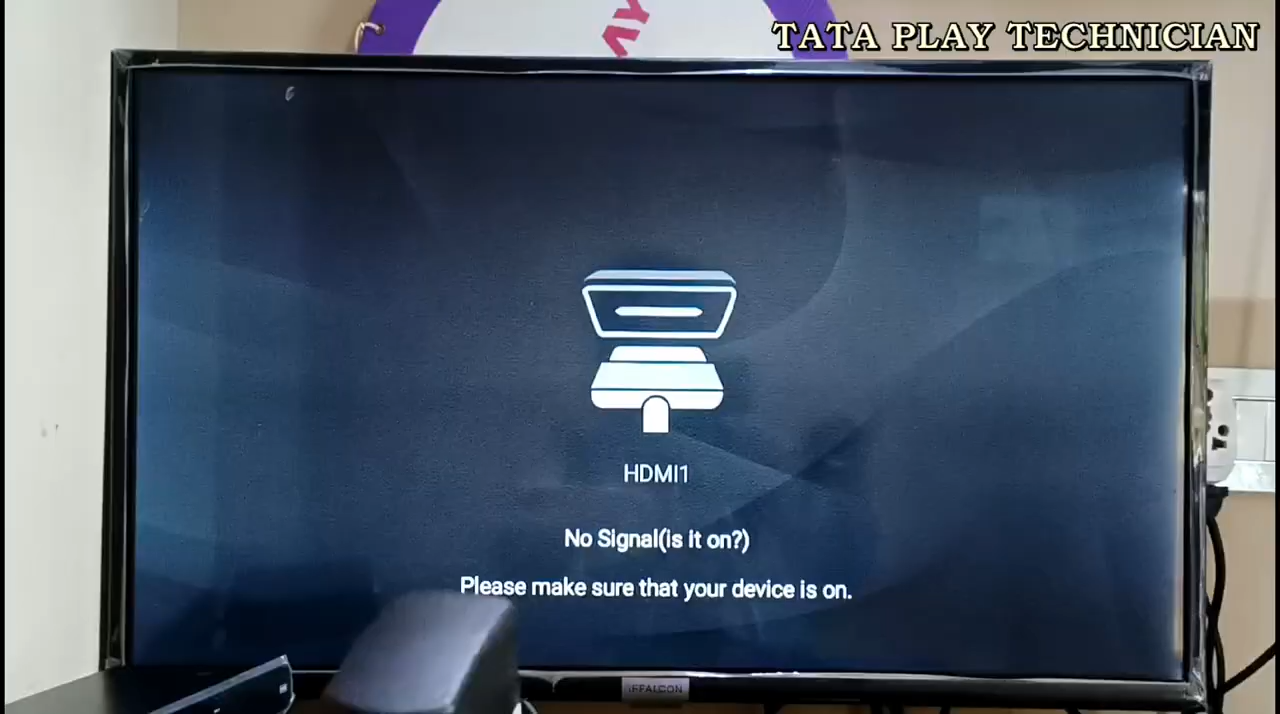 TATA PLAY TECHNICIAN
HDMI1
No Signal(is it on?)
Please make sure that your device is on.
iFFALCON